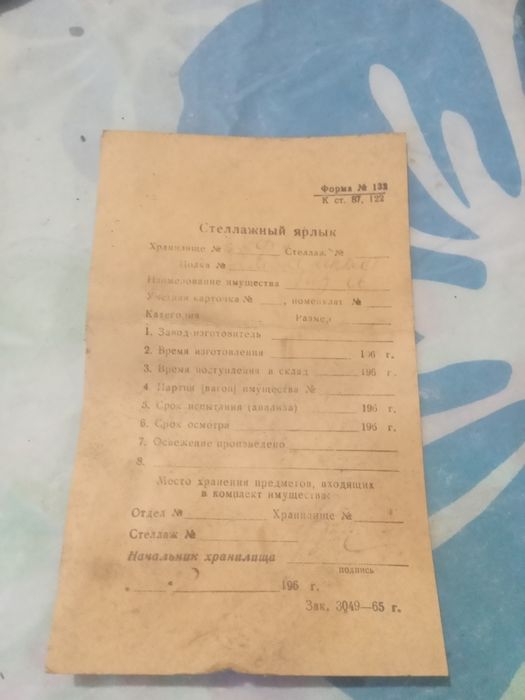 Форма № 132
К ст. 87, 122
Стеллажный ярлык
Хранилище № Стеллаж №
Полка №
Наименование имущества
Учетная карточка № , номенклат. №
Категория Размер
1. Завод-изготовитель
2. Время изготовления 196 г.
3. Время поступления в склад 196 г.
4. Партия (вагон) имущества №
5. Срок испытания (анализа) 196 г.
6. Срок осмотра 196 г.
7. Освежение произведено
8.
Место хранения предметов, входящих
в комплект имущества:
Отдел № Хранилище №
Стеллаж №
Начальник хранилища
подпись
„ “ 196 г.
Зак. 3049—65 г.